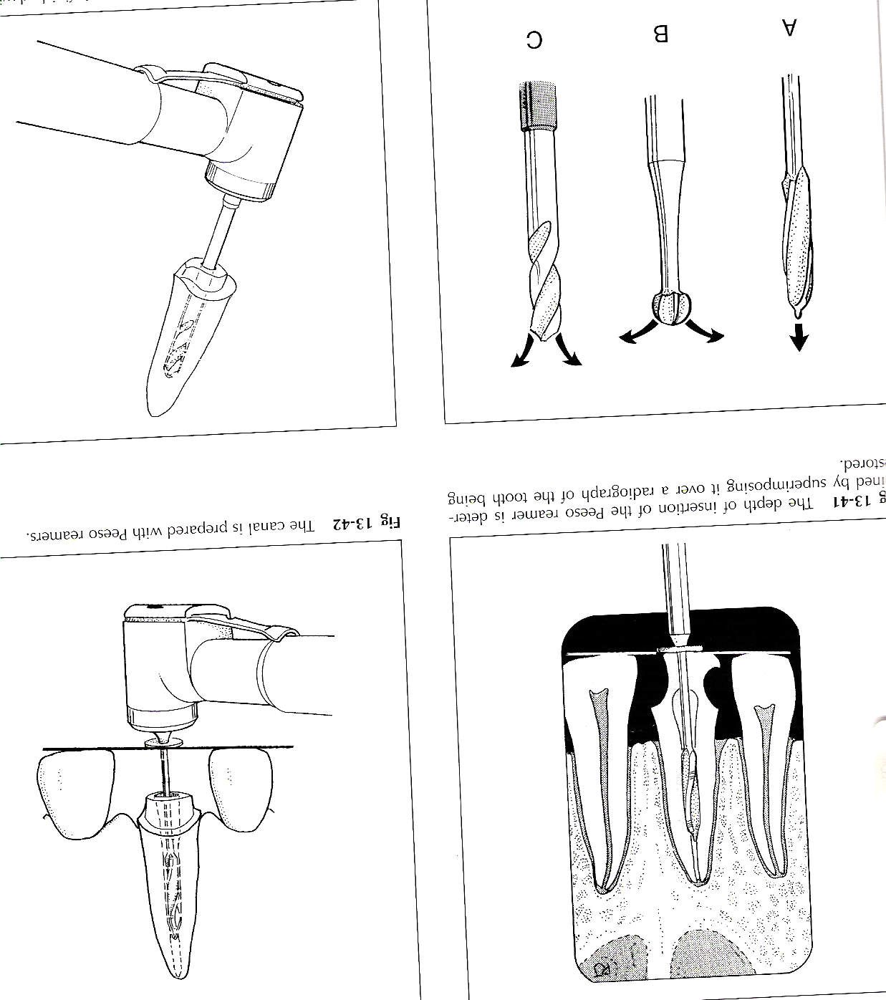 g 13-41 The depth of insertion of the Peeso reamer is deter-
ined by superimposing it over a radiograph of the tooth being
stored.
Fig 13-42 The canal is prepared with Peeso reamers.
A
B
C